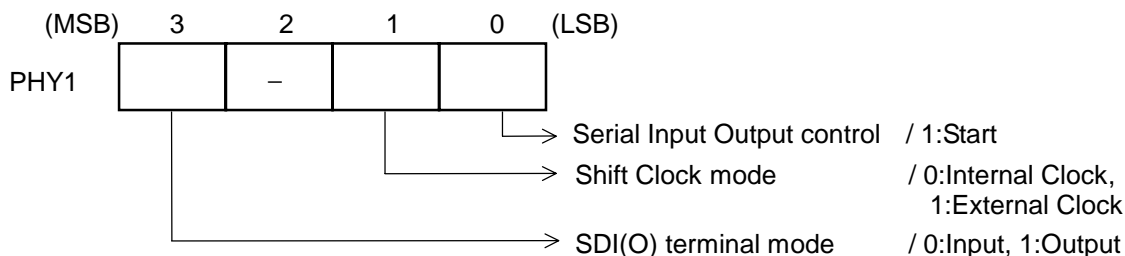 (MSB) 3 2 1 0 (LSB)
PHY1 –
Serial Input Output control / 1:Start
Shift Clock mode / 0:Internal Clock,
1:External Clock
SDI(O) terminal mode / 0:Input, 1:Output